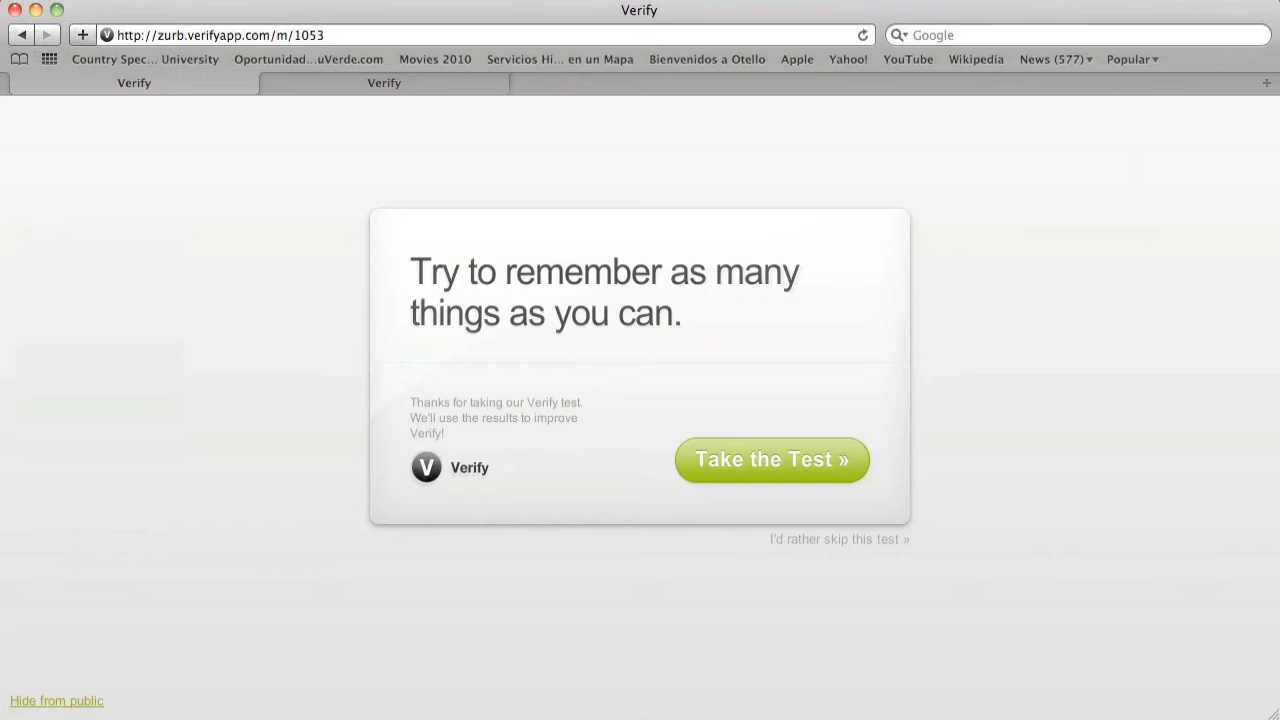 Verify
http://zurb.verifyapp.com/m/1053
Google
Country Spec... University Oportunidad...uVerde.com Movies 2010 Servicios Hi... en un Mapa Bienvenidos a Otello Apple Yahoo! YouTube Wikipedia News (577) Popular
Verify Verify
Try to remember as many
things as you can.
Thanks for taking our Verify test.
We'll use the results to improve
Verify!
V Verify
Take the Test »
I'd rather skip this test »
Hide from public